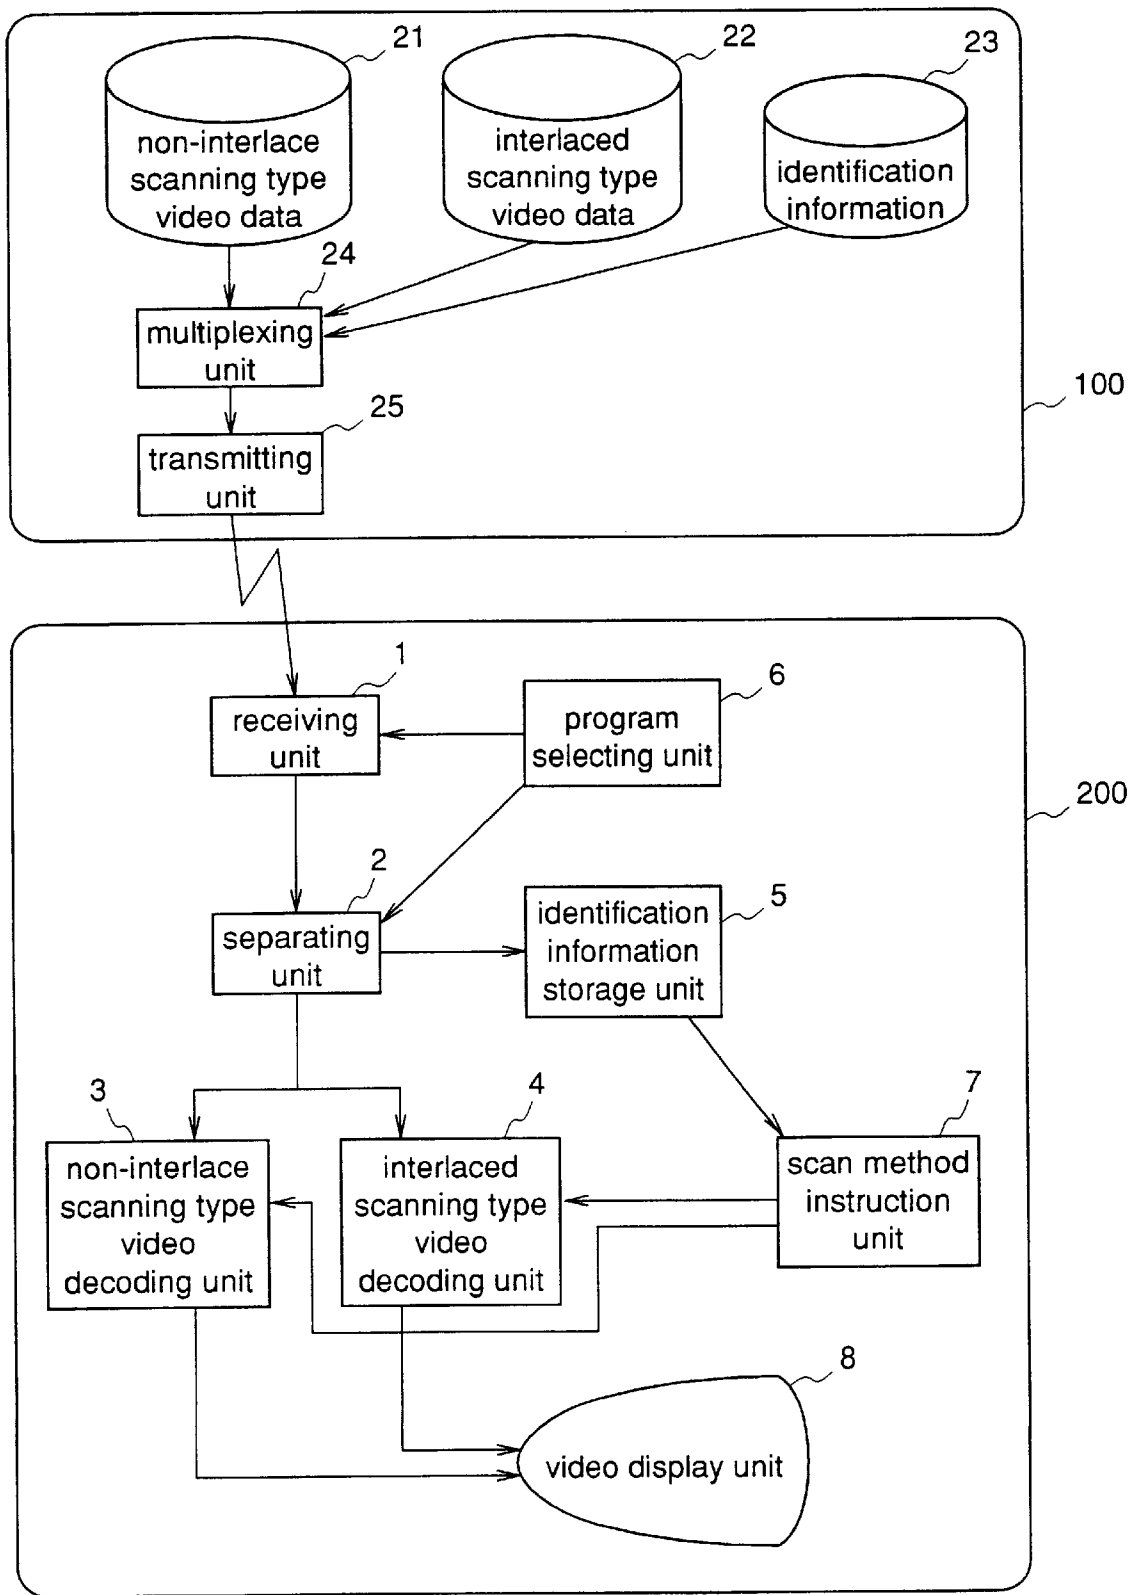 21
22
23
non-interlace
scanning type
video data
interlaced
scanning type
video data
identification
information
24
multiplexing
unit
100
25
transmitting
unit
1
6
receiving
unit
program
selecting unit
200
2
5
separating
unit
identification
information
storage unit
3
4
7
non-interlace
scanning type
video
decoding unit
interlaced
scanning type
video
decoding unit
scan method
instruction
unit
8
video display unit